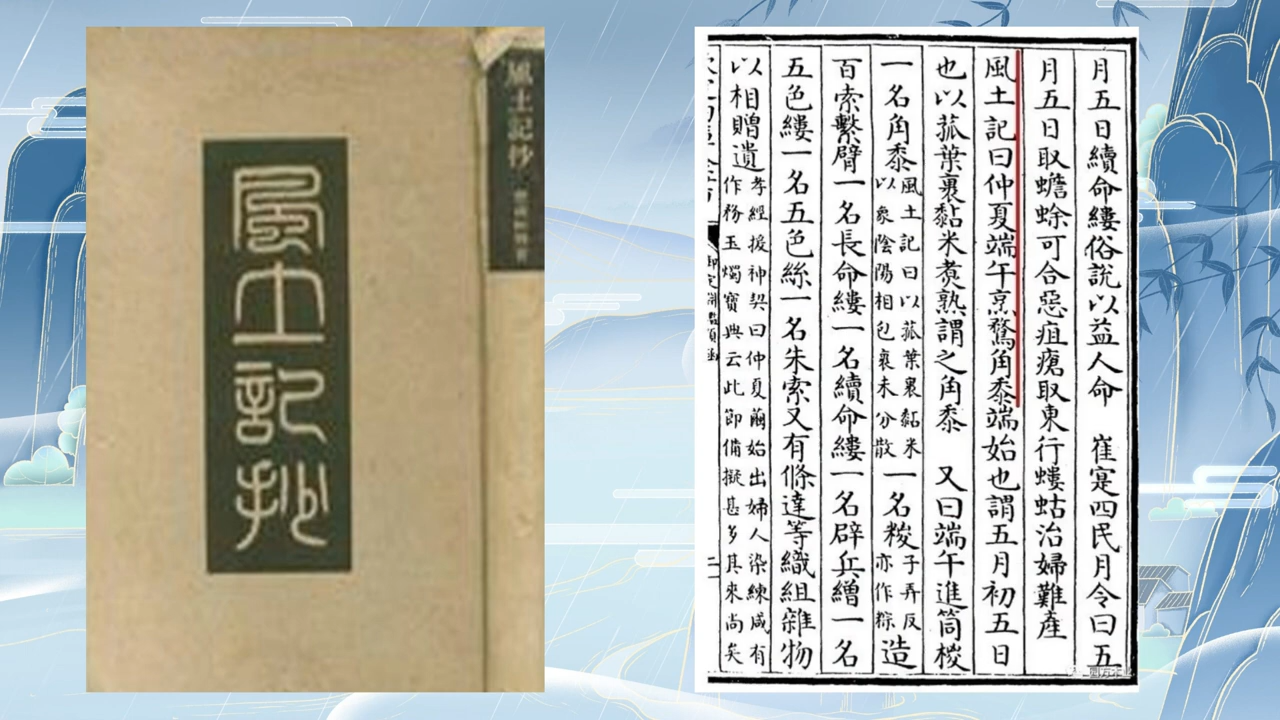 風土記抄
風土記抄
月五日續命縷俗說以益人命 崔寔四民月令曰五
月五日取蟾蜍可合惡疽瘡取東行螻蛄治婦難產
風土記曰仲夏端午烹鶩角黍端始也謂五月初五日
也以菰葉裹黏米煮熟謂之角黍 又曰端午進筒糉
一名角黍風土記曰以菰葉裹黏米以象陰陽相包裹未分散一名糉子弄反亦作粽造
百索繫臂一名長命縷一名續命縷一名辟兵繒一名
五色縷一名五色絲一名朱索又有條達等織組雜物
以相贈遺孝經援神契曰仲夏繭始出婦人染練咸有作務玉燭寶典云此即備擬甚多其來尚矣